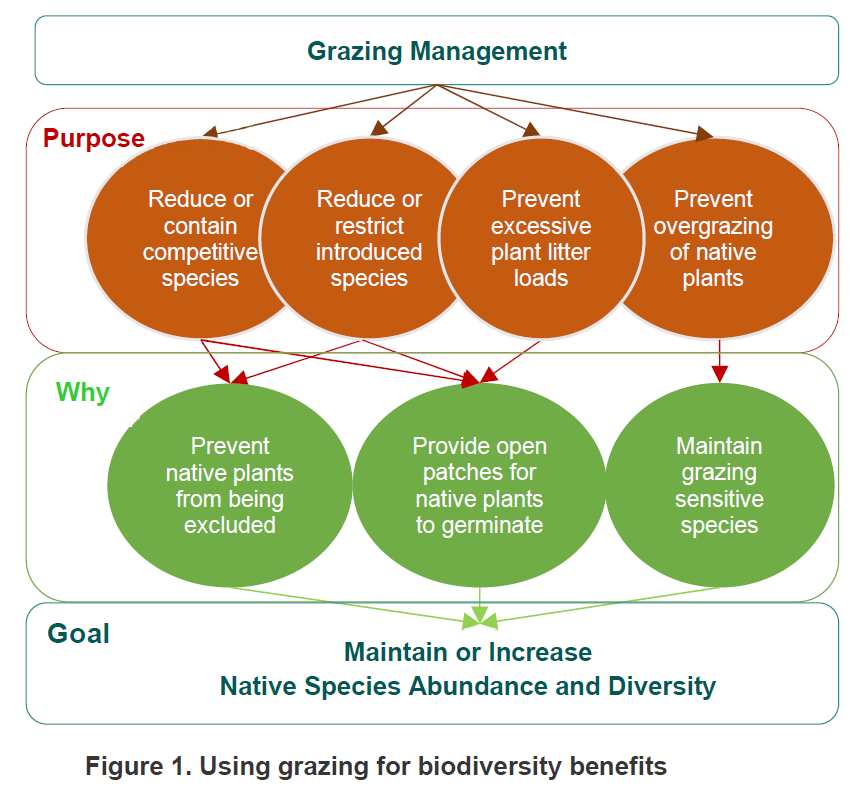 Grazing Management
Purpose
Reduce or
contain
competitive
species
Reduce or
restrict
introduced
species
Prevent
excessive
plant litter
loads
Prevent
overgrazing
of native
plants
Why
Prevent
native plants
from being
excluded
Provide open
patches for
native plants
to germinate
Maintain
grazing
sensitive
species
Goal
Maintain or Increase
Native Species Abundance and Diversity
Figure 1. Using grazing for biodiversity benefits